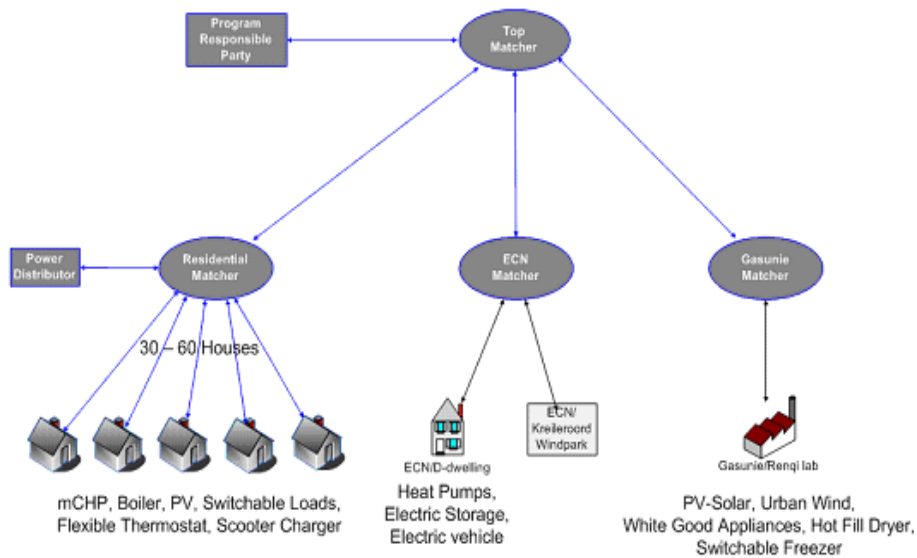 Program
Responsible
Party
Top
Matcher
Power
Distributor
Residential
Matcher
ECN
Matcher
Gasunie
Matcher
30 – 60 Houses
ECN/D-dwelling
ECN/
Kreileroord
Windpark
Gasunie/Renqi lab
mCHP, Boiler, PV, Switchable Loads,
Flexible Thermostat, Scooter Charger
Heat Pumps,
Electric Storage,
Electric vehicle
PV-Solar, Urban Wind,
White Good Appliances, Hot Fill Dryer,
Switchable Freezer